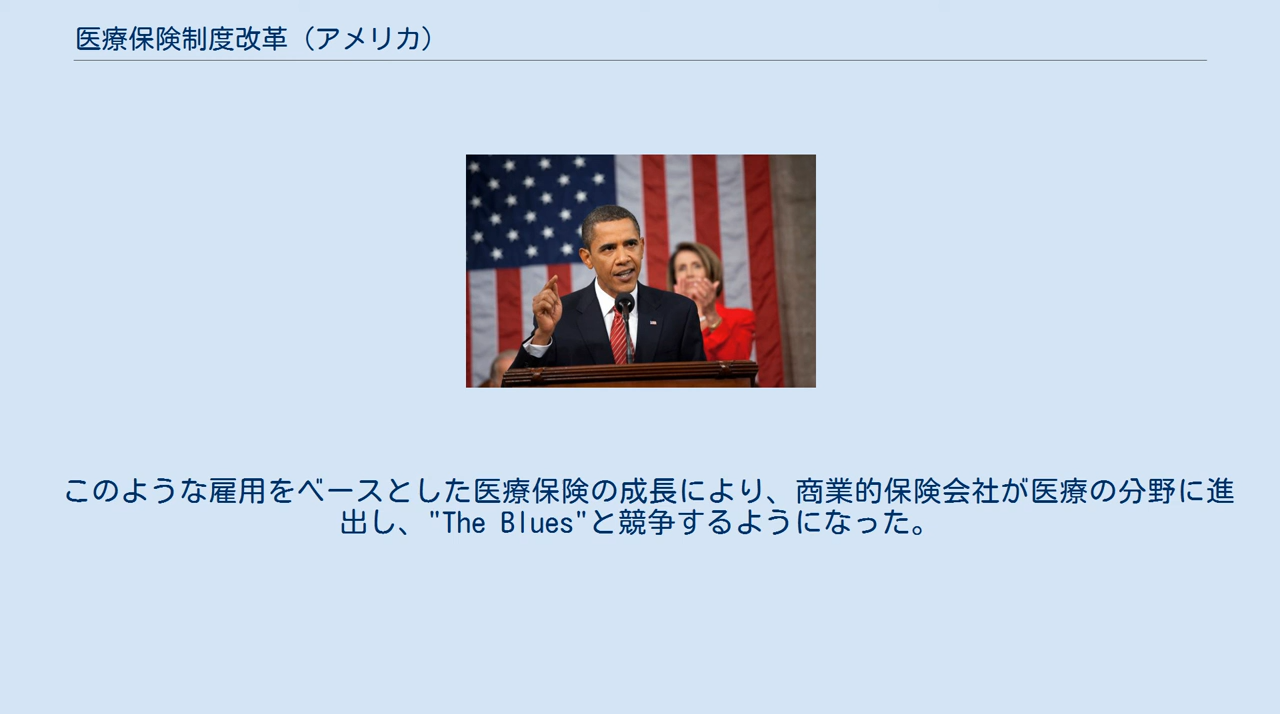 医療保険制度改革（アメリカ）
このような雇用をベースとした医療保険の成長により、商業的保険会社が医療の分野に進
出し、"The Blues"と競争するようになった。